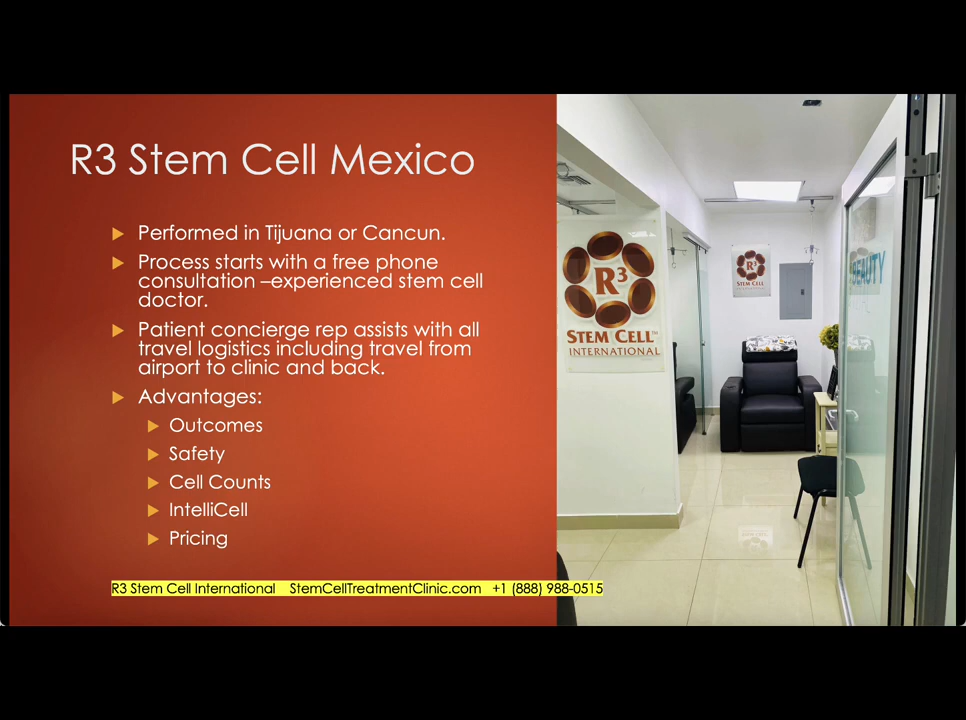 R3 Stem Cell Mexico
Performed in Tijuana or Cancun.
Process starts with a free phone
consultation –experienced stem cell
doctor.
Patient concierge rep assists with all
travel logistics including travel from
airport to clinic and back.
Advantages:
Outcomes
Safety
Cell Counts
IntelliCell
Pricing
R3 Stem Cell International StemCellTreatmentClinic.com +1 (888) 988-0515
R3
STEM CELL™
INTERNATIONAL
R3
STEM CELL
BEAUTY